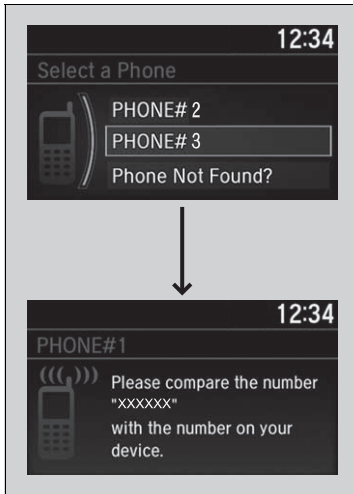 12:34
Select a Phone
PHONE# 2
PHONE# 3
Phone Not Found?
12:34
PHONE#1
Please compare the number
"XXXXXX"
with the number on your
device.